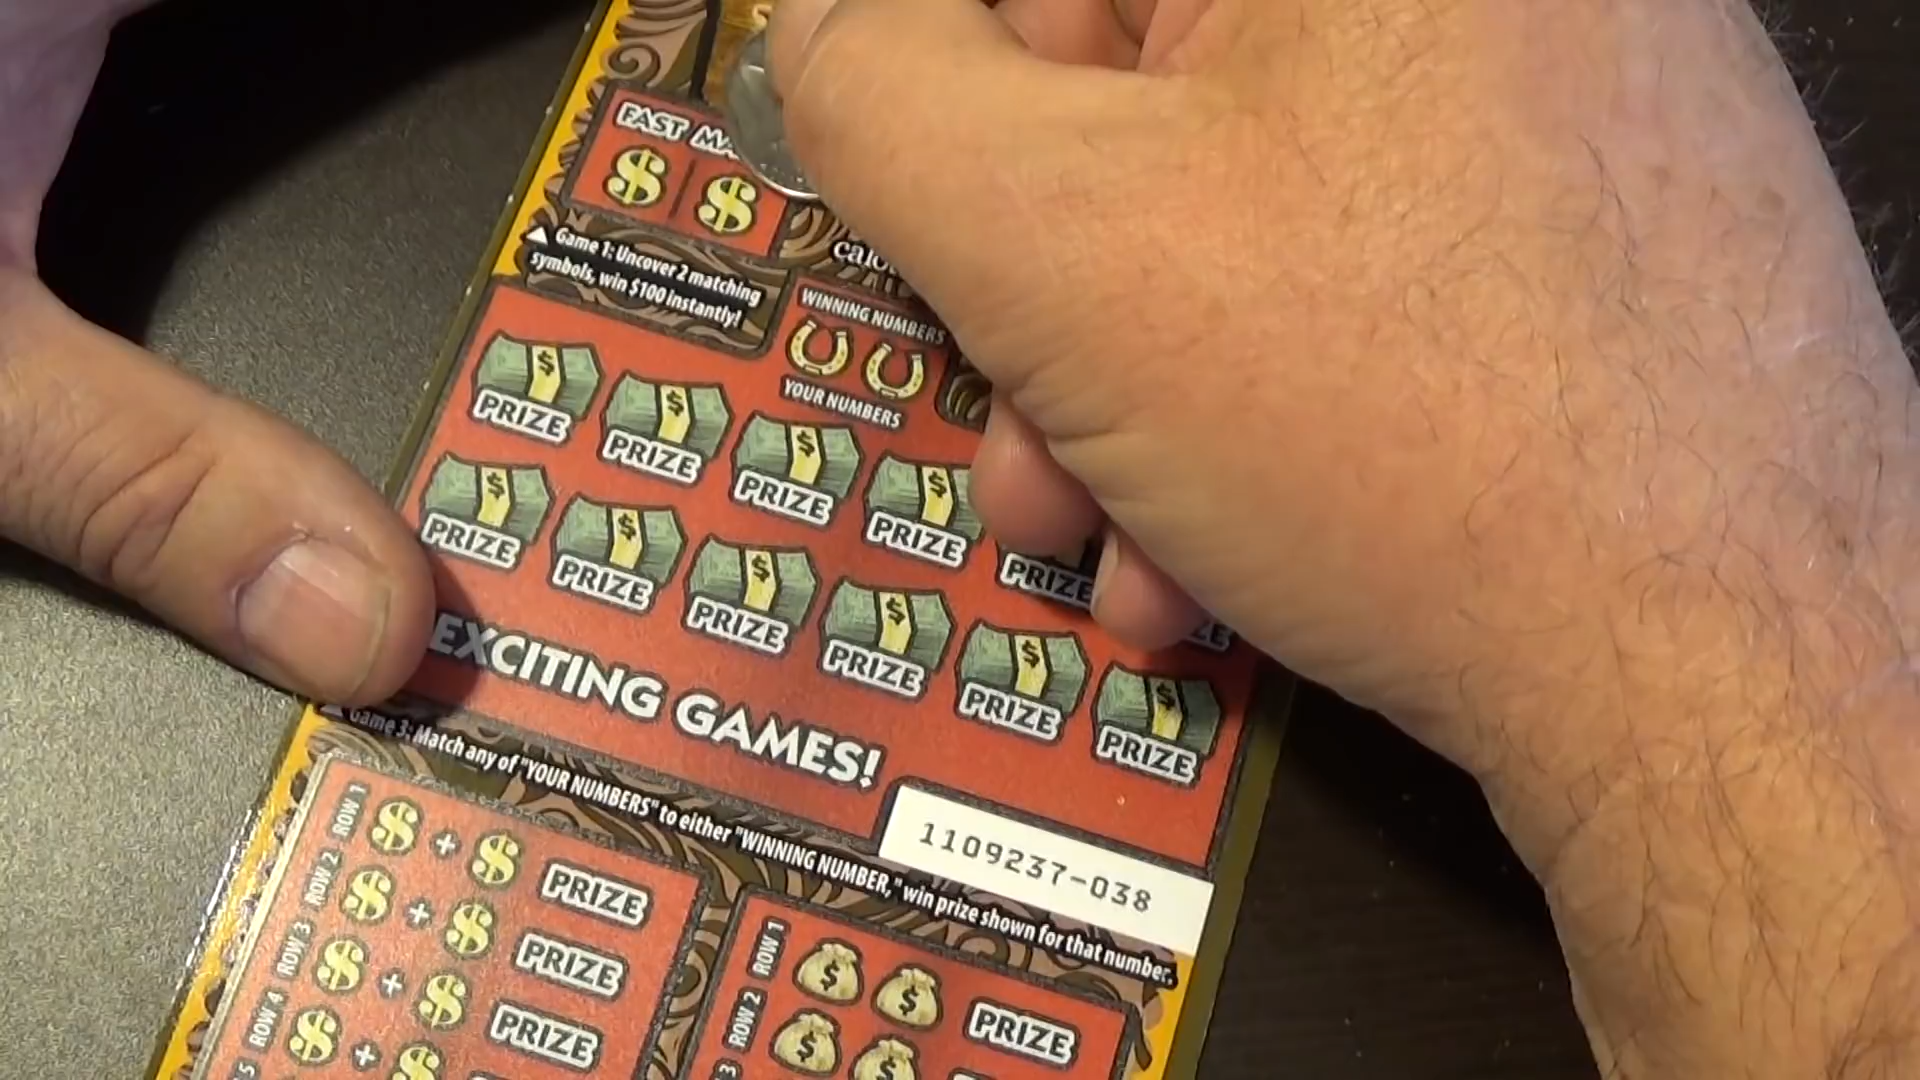 FAST
Game 1: Uncover 2 matching
symbols, win $100 instantly!
WINNING NUMBERS
YOUR NUMBERS
PRIZE PRIZE PRIZE PRIZE PRIZE
PRIZE PRIZE PRIZE PRIZE PRIZE PRIZE
EXCITING GAMES!
1109237-038
Game 3: Match any of "YOUR NUMBERS" to either "WINNING NUMBER," win prize shown for that number.
ROW 1 $ + $ PRIZE
ROW 2 $ + $ PRIZE
ROW 3 $ + $ PRIZE
ROW 4 $ + $
5
ROW 1 $ $ PRIZE
ROW 2 $ $
3